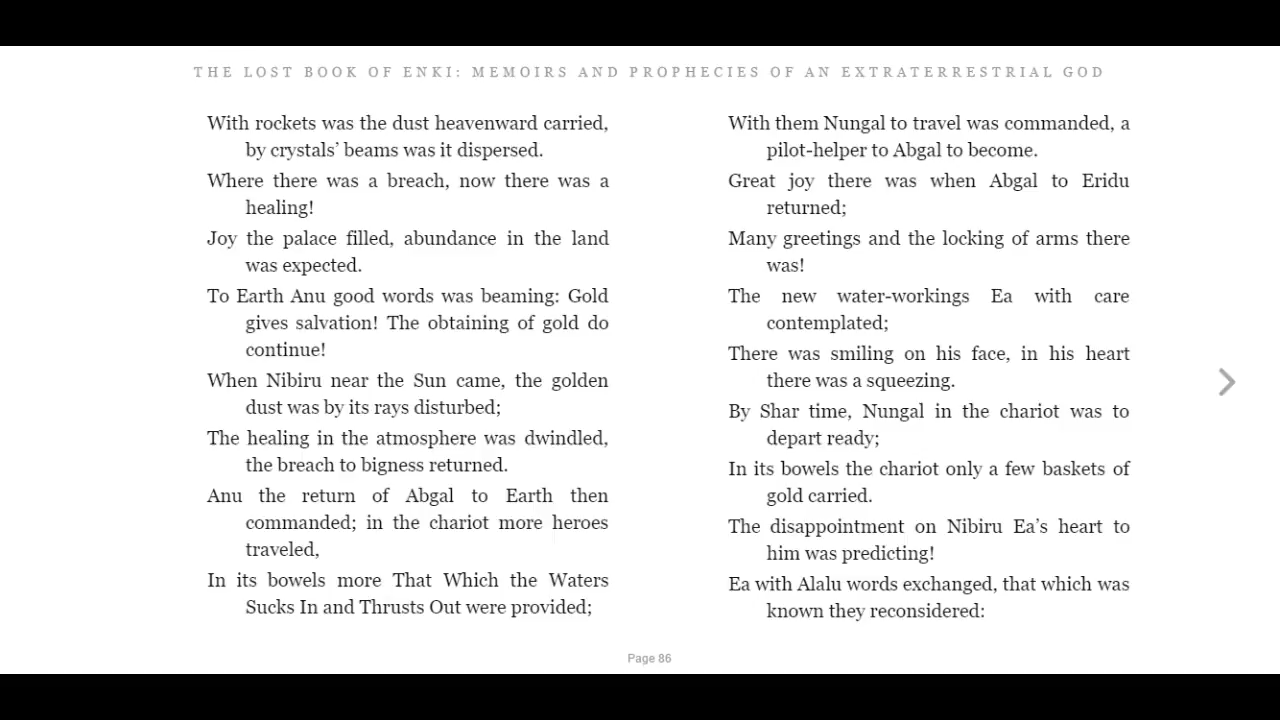 THE LOST BOOK OF ENKI: MEMOIRS AND PROPHECIES OF AN EXTRATERRESTRIAL GOD
With rockets was the dust heavenward carried,
by crystals’ beams was it dispersed.
Where there was a breach, now there was a
healing!
Joy the palace filled, abundance in the land
was expected.
To Earth Anu good words was beaming: Gold
gives salvation! The obtaining of gold do
continue!
When Nibiru near the Sun came, the golden
dust was by its rays disturbed;
The healing in the atmosphere was dwindled,
the breach to bigness returned.
Anu the return of Abgal to Earth then
commanded; in the chariot more heroes
traveled,
In its bowels more That Which the Waters
Sucks In and Thrusts Out were provided;
With them Nungal to travel was commanded, a
pilot-helper to Abgal to become.
Great joy there was when Abgal to Eridu
returned;
Many greetings and the locking of arms there
was!
The new water-workings Ea with care
contemplated;
There was smiling on his face, in his heart
there was a squeezing.
By Shar time, Nungal in the chariot was to
depart ready;
In its bowels the chariot only a few baskets of
gold carried.
The disappointment on Nibiru Ea’s heart to
him was predicting!
Ea with Alalu words exchanged, that which was
known they reconsidered:
Page 86